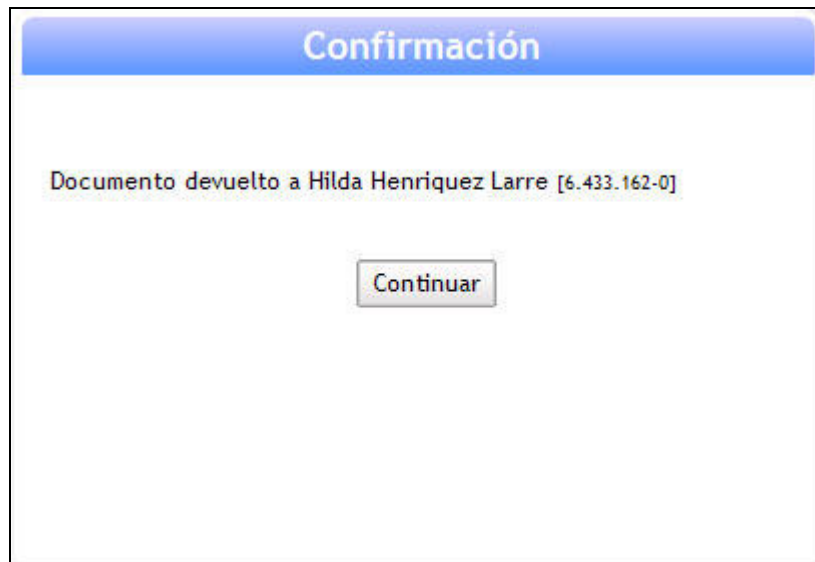 Confirmación
Documento devuelto a Hilda Henriquez Larre [6.433.162-0]
Continuar